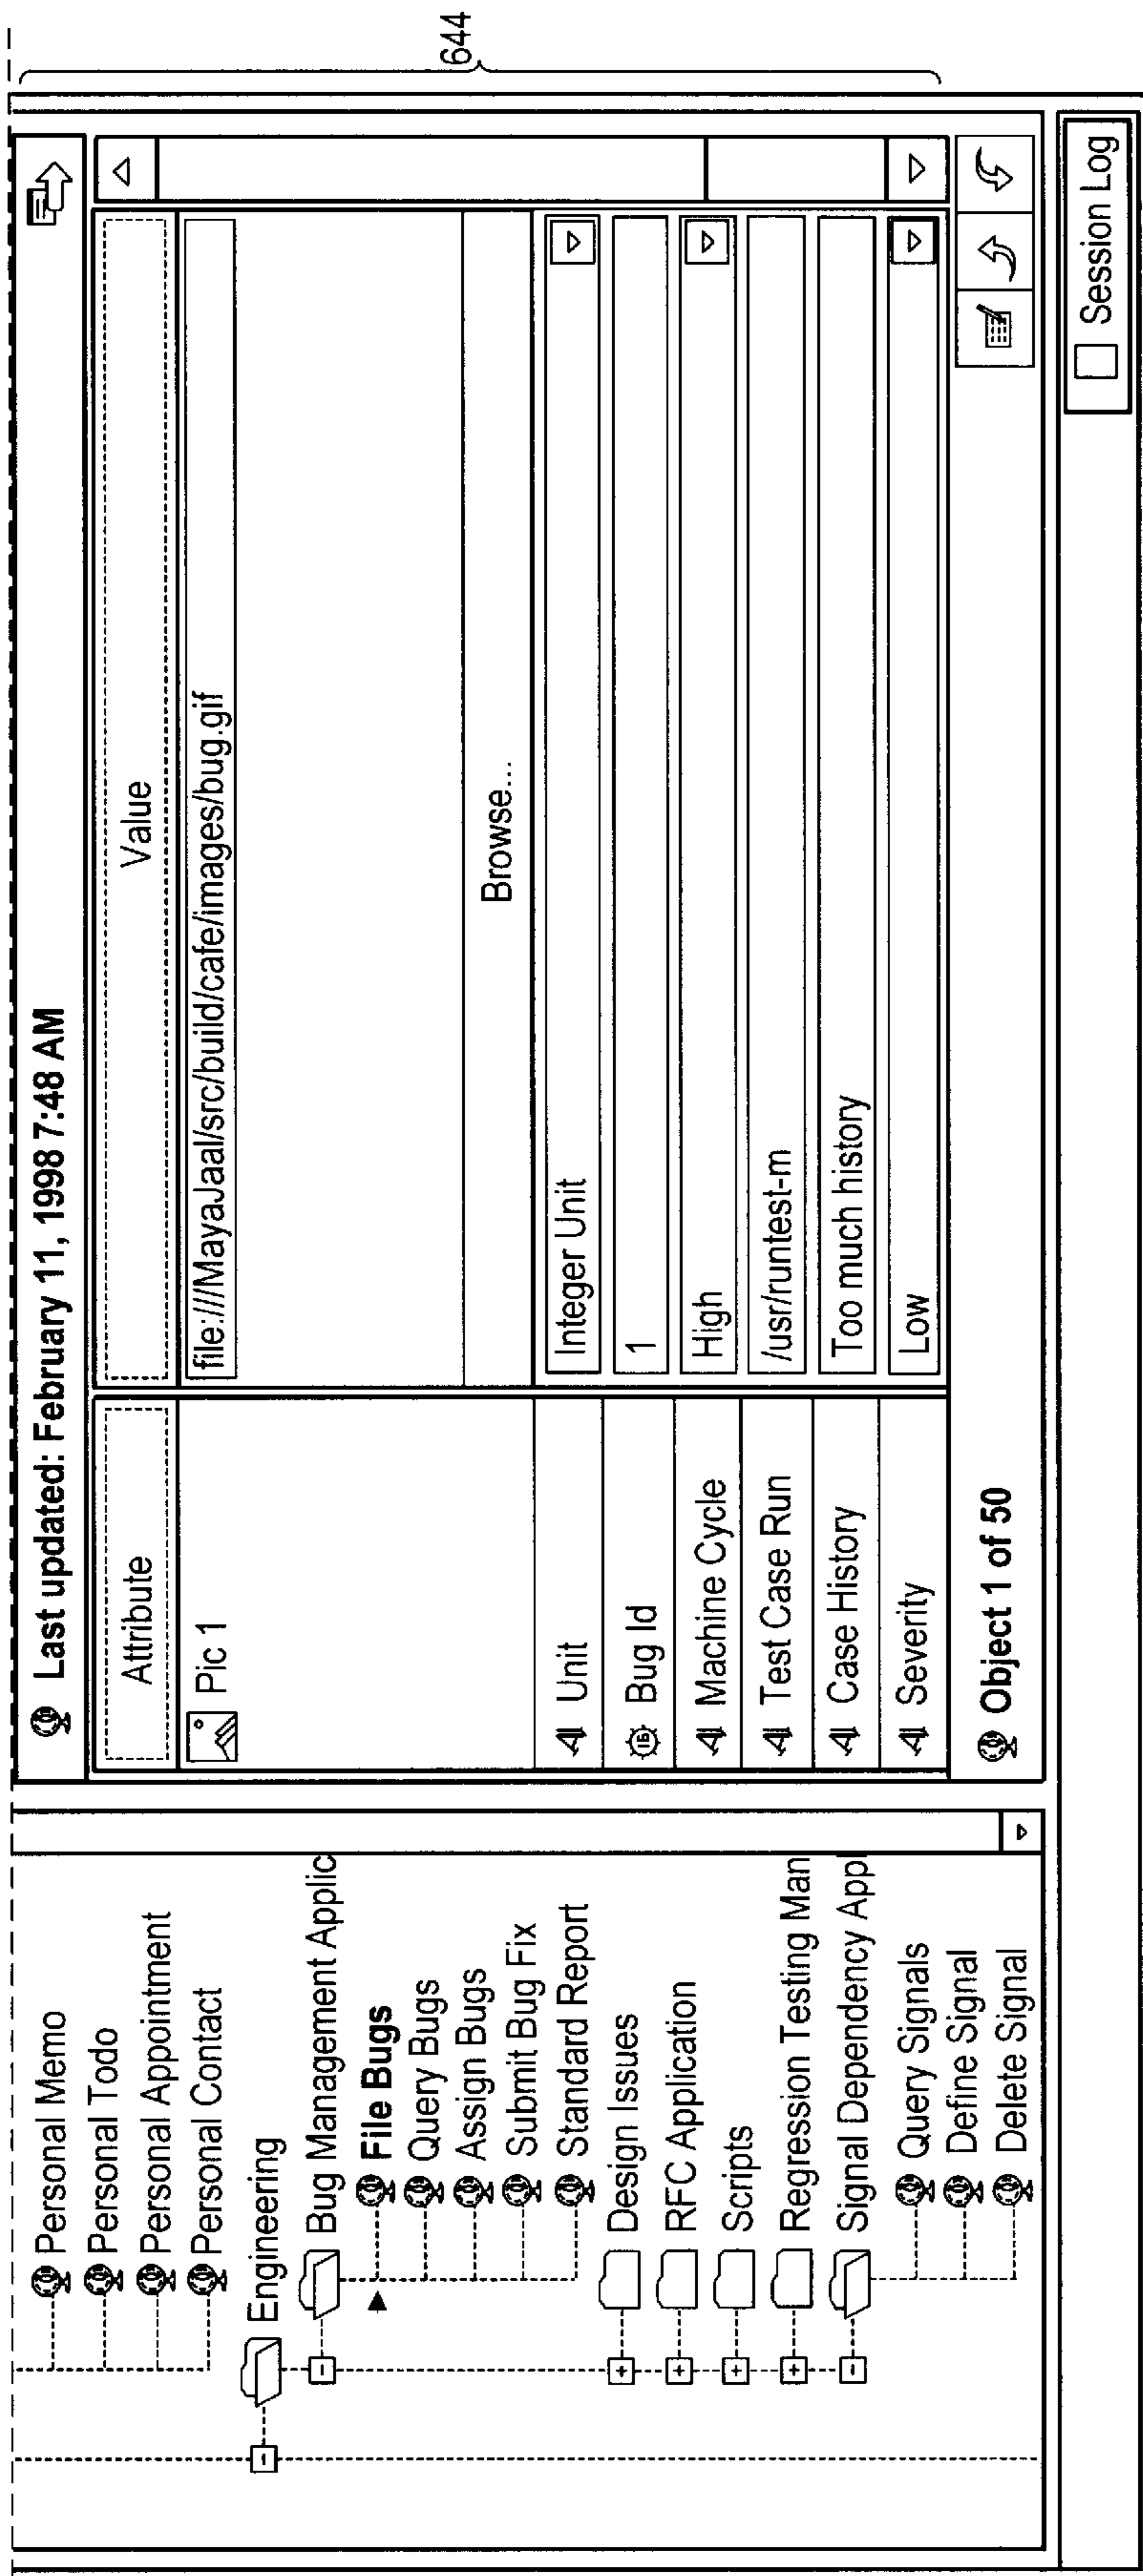 Personal Memo
Personal Todo
Personal Appointment
Personal Contact
Engineering
Bug Management Applic
File Bugs
Query Bugs
Assign Bugs
Submit Bug Fix
Standard Report
Design Issues
RFC Application
Scripts
Regression Testing Man
Signal Dependency App
Query Signals
Define Signal
Delete Signal
Last updated: February 11, 1998 7:48 AM
Attribute Value
Pic 1 file:///MayaJaal/src/build/cafe/images/bug.gif
Browse...
Unit Integer Unit
Bug Id 1
Machine Cycle High
Test Case Run /usr/runtest-m
Case History Too much history
Severity Low
Object 1 of 50
Session Log
644